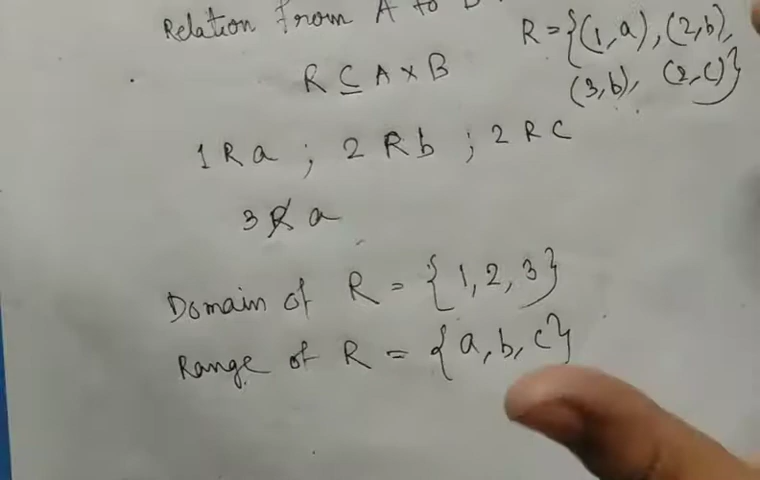 Relation from A to B
R = {(1, a), (2, b),
(3, b), (2, c)}
R ⊆ A × B
1 R a ; 2 R b ; 2 R c
3 R̸ a
Domain of R = {1, 2, 3}
Range of R = {a, b, c}